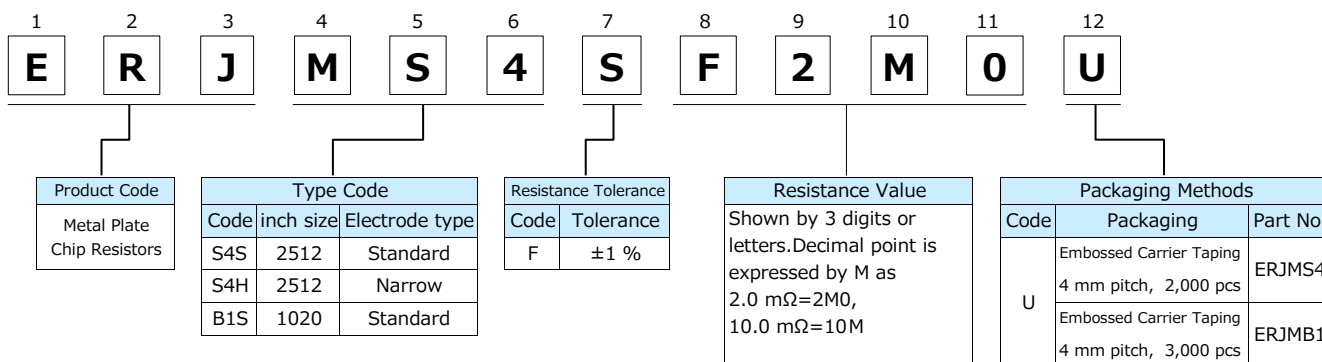 1 2 3 4 5 6 7 8 9 10 11 12
E R J M S 4 S F 2 M 0 U
Product Code
Metal Plate
Chip Resistors
Type Code
Code inch size Electrode type
S4S 2512 Standard
S4H 2512 Narrow
B1S 1020 Standard
Resistance Tolerance
Code Tolerance
F ±1 %
Resistance Value
Shown by 3 digits or
letters.Decimal point is
expressed by M as
2.0 mΩ=2M0,
10.0 mΩ=10M
Packaging Methods
Code Packaging Part No
U
Embossed Carrier Taping
4 mm pitch, 2,000 pcs
ERJMS4
Embossed Carrier Taping
4 mm pitch, 3,000 pcs
ERJMB1